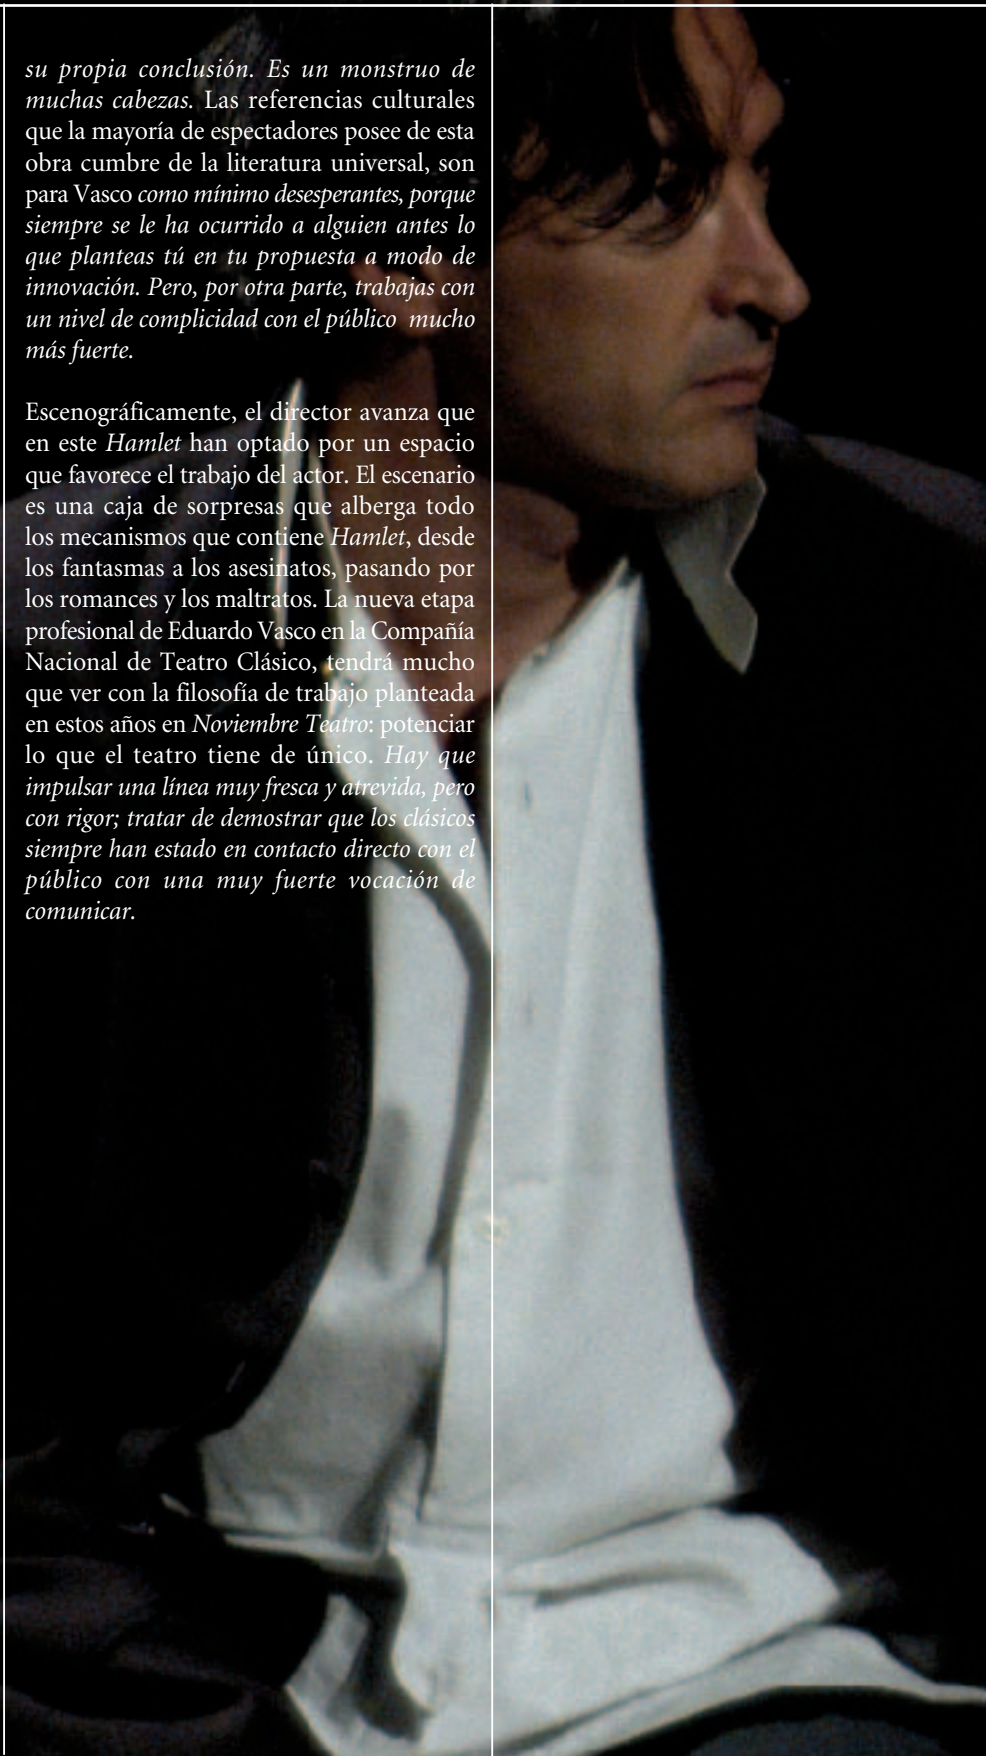 su propia conclusión. Es un monstruo de
muchas cabezas. Las referencias culturales
que la mayoría de espectadores posee de esta
obra cumbre de la literatura universal, son
para Vasco como mínimo desesperantes, porque
siempre se le ha ocurrido a alguien antes lo
que planteas tú en tu propuesta a modo de
innovación. Pero, por otra parte, trabajas con
un nivel de complicidad con el público mucho
más fuerte.
Escenográficamente, el director avanza que
en este Hamlet han optado por un espacio
que favorece el trabajo del actor. El escenario
es una caja de sorpresas que alberga todo
los mecanismos que contiene Hamlet, desde
los fantasmas a los asesinatos, pasando por
los romances y los maltratos. La nueva etapa
profesional de Eduardo Vasco en la Compañía
Nacional de Teatro Clásico, tendrá mucho
que ver con la filosofía de trabajo planteada
en estos años en Noviembre Teatro: potenciar
lo que el teatro tiene de único. Hay que
impulsar una línea muy fresca y atrevida, pero
con rigor; tratar de demostrar que los clásicos
siempre han estado en contacto directo con el
público con una muy fuerte vocación de
comunicar.